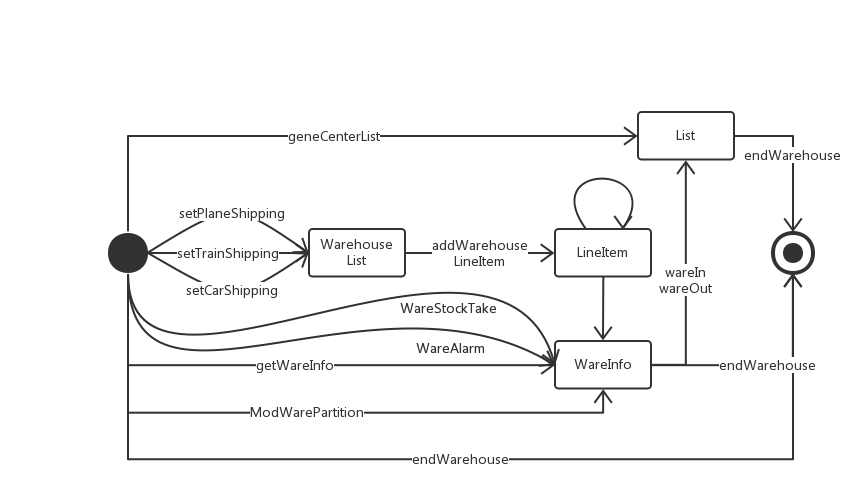 List
geneCenterList
endWarehouse
setPlaneShipping
Warehouse
List
addWarehouse
LineItem
LineItem
setTrainShipping
setCarShipping
wareIn
wareOut
WareStockTake
WareAlarm
getWareInfo
WareInfo
endWarehouse
ModWarePartition
endWarehouse